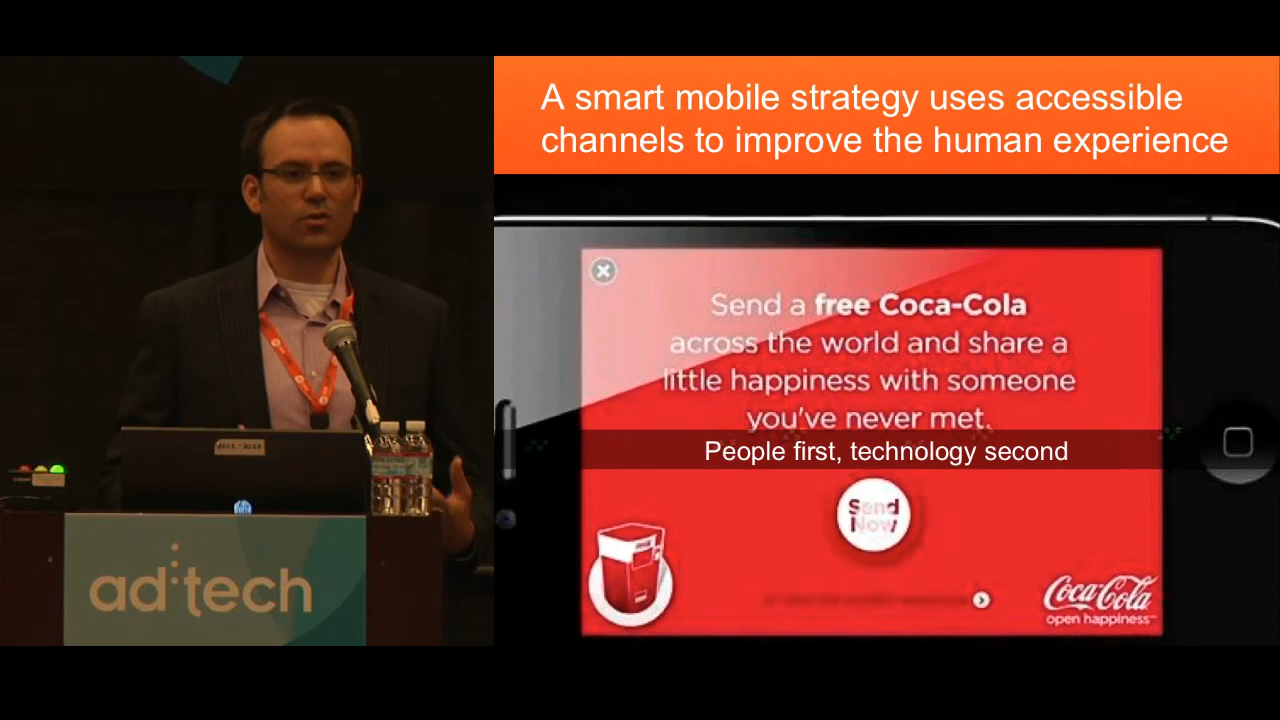 A smart mobile strategy uses accessible
channels to improve the human experience
Send a free Coca-Cola
across the world and share a
little happiness with someone
you've never met.
People first, technology second
Send
Now
Coca-Cola
open happiness™
ad:tech